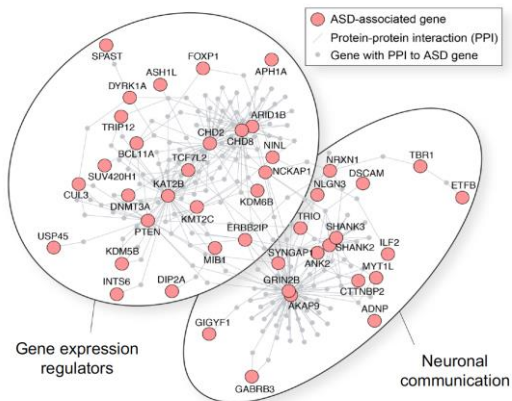 ASD-associated gene
Protein-protein interaction (PPI)
Gene with PPI to ASD gene
SPAST
FOXP1
APH1A
ASH1L
DYRK1A
TRIP12
ARID1B
CHD2
CHD8
BCL11A
NINL
TCF7L2
NCKAP1
SUV420H1
KAT2B
CUL3
DNMT3A
KDM6B
PTEN
KMT2C
USP45
ERBB2IP
KDM5B
MIB1
INTS6
DIP2A
NRXN1
TBR1
DSCAM
NLGN3
ETFB
TRIO
SHANK3
SHANK2
ILF2
SYNGAP1
ANK2
MYT1L
GRIN2B
CTTNBP2
AKAP9
ADNP
GIGYF1
GABRB3
Gene expression
regulators
Neuronal
communication